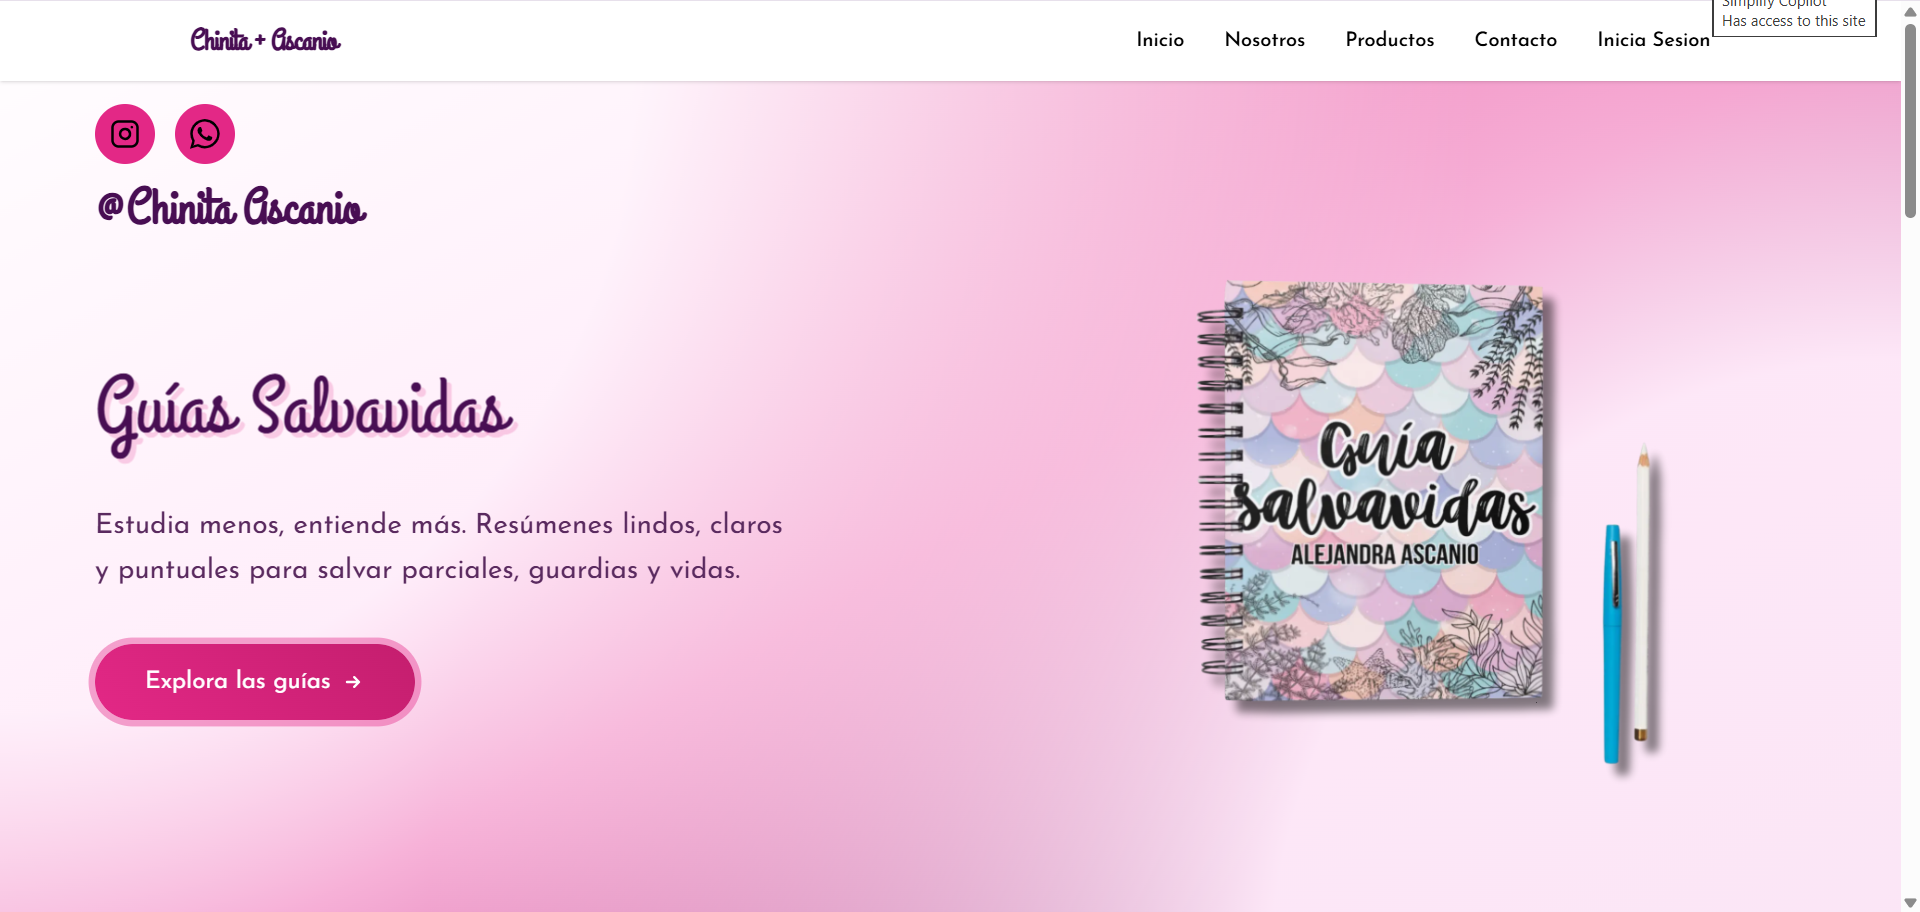 Simplify Copilot
Has access to this site
Chinita + Ascanio
Inicio
Nosotros
Productos
Contacto
Inicia Sesion
@Chinita Ascanio
Guías Salvavidas
Estudia menos, entiende más. Resúmenes lindos, claros
y puntuales para salvar parciales, guardias y vidas.
Explora las guías →
Guía
salvavidas
ALEJANDRA ASCANIO